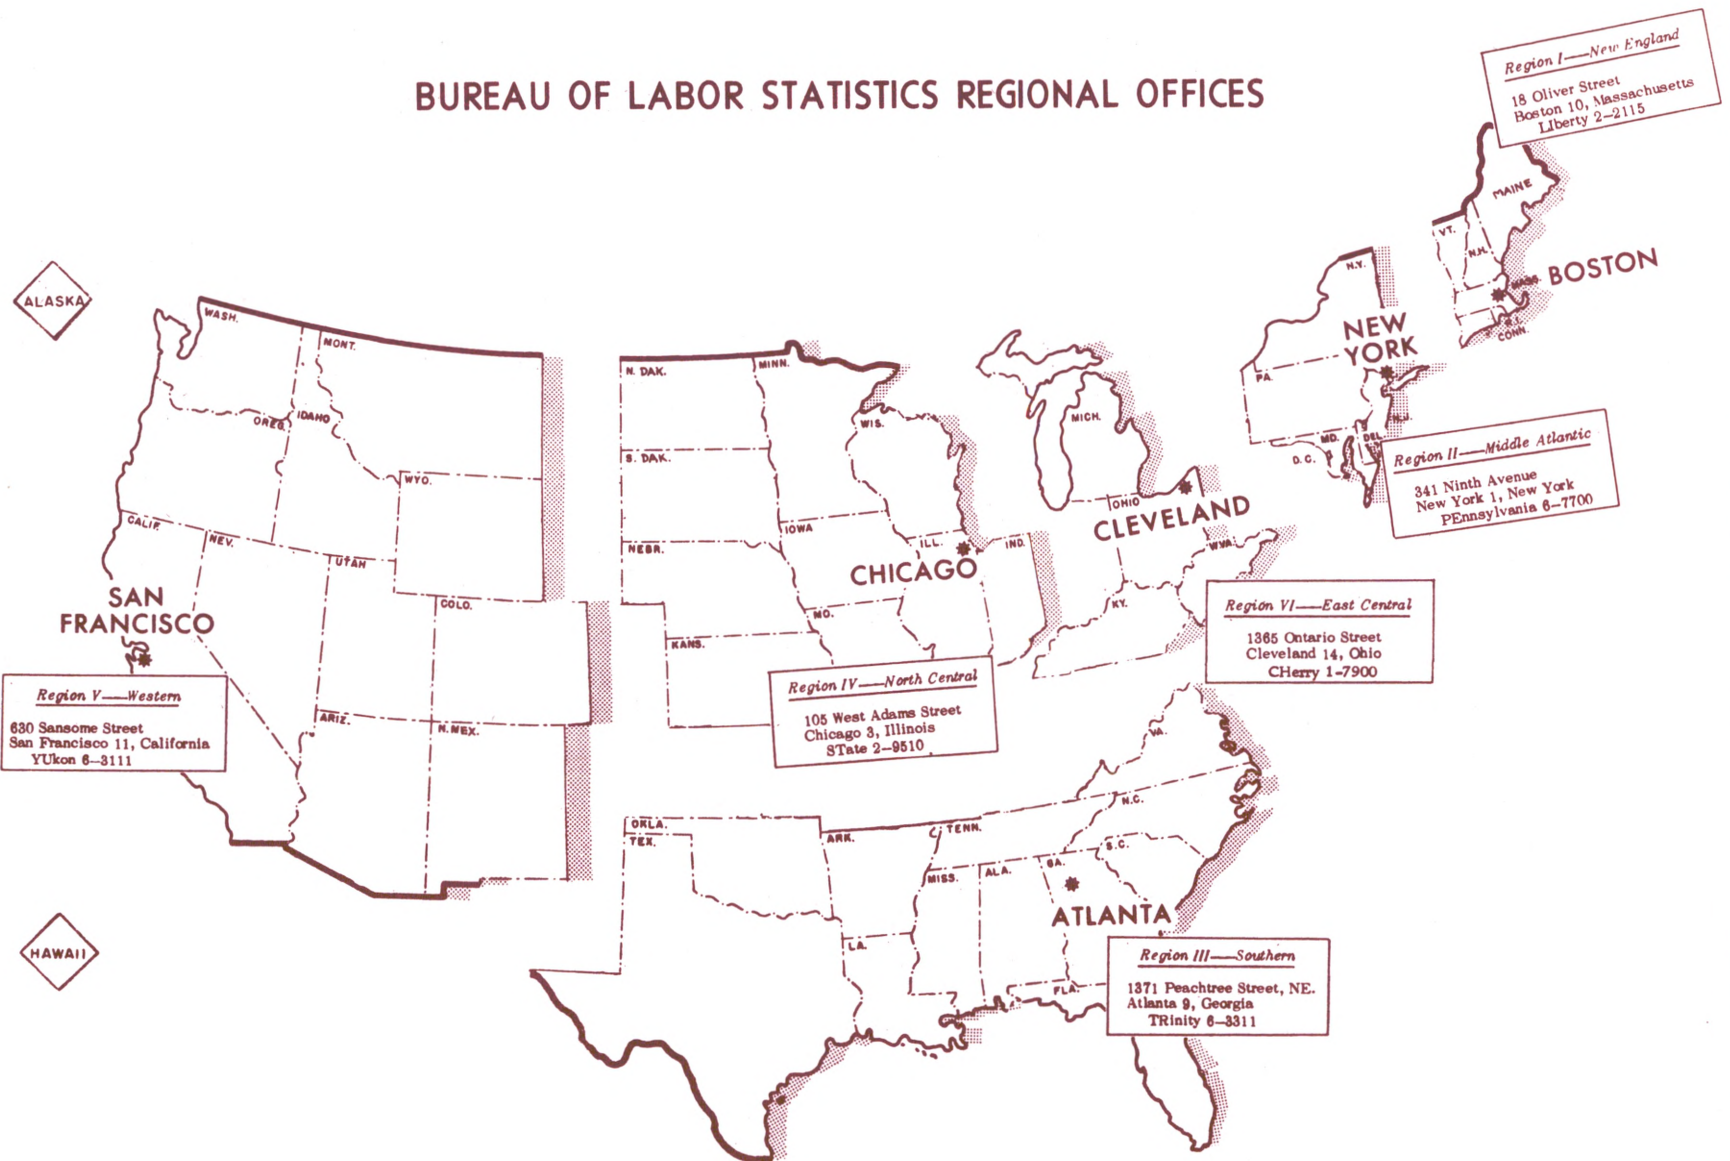 BUREAU OF LABOR STATISTICS REGIONAL OFFICES
Region I—New England
18 Oliver Street
Boston 10, Massachusetts
LIberty 2-2115
MAINE
VT.
N.H.
MASS.
BOSTON
R.I.
CONN.
N.Y.
NEW
YORK
PA.
N.J.
MD.
DEL.
D.C.
Region II—Middle Atlantic
341 Ninth Avenue
New York 1, New York
PEnnsylvania 6-7700
ALASKA
WASH.
MONT.
OREG.
IDAHO
WYO.
CALIF.
NEV.
UTAH
COLO.
SAN
FRANCISCO
ARIZ.
N.MEX.
Region V—Western
630 Sansome Street
San Francisco 11, California
YUkon 6-3111
HAWAII
N. DAK.
MINN.
WIS.
S. DAK.
IOWA
NEBR.
ILL.
IND.
CHICAGO
MO.
KANS.
Region IV—North Central
105 West Adams Street
Chicago 3, Illinois
STate 2-9510
MICH.
OHIO
CLEVELAND
W.VA.
KY.
Region VI—East Central
1365 Ontario Street
Cleveland 14, Ohio
CHerry 1-7900
VA.
N.C.
OKLA.
TEX.
ARK.
TENN.
S.C.
MISS.
ALA.
GA.
ATLANTA
LA.
FLA.
Region III—Southern
1371 Peachtree Street, NE.
Atlanta 9, Georgia
TRinity 6-3311